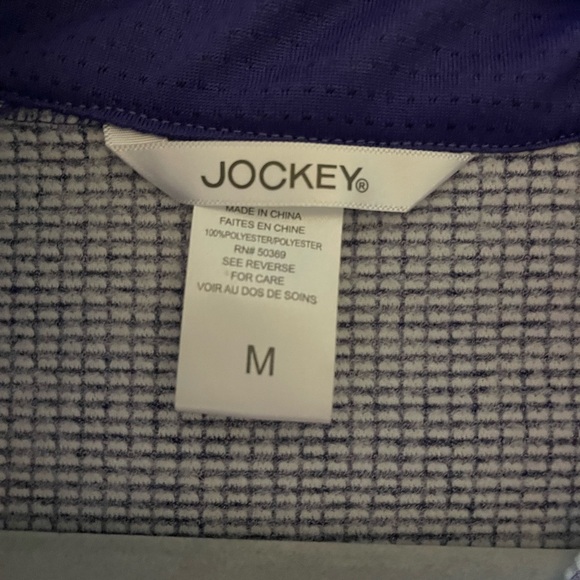 JOCKEY®
MADE IN CHINA
FAITES EN CHINE
100%POLYESTER/POLYESTER
RN# 50369
SEE REVERSE
FOR CARE
VOIR AU DOS DE SOINS
M